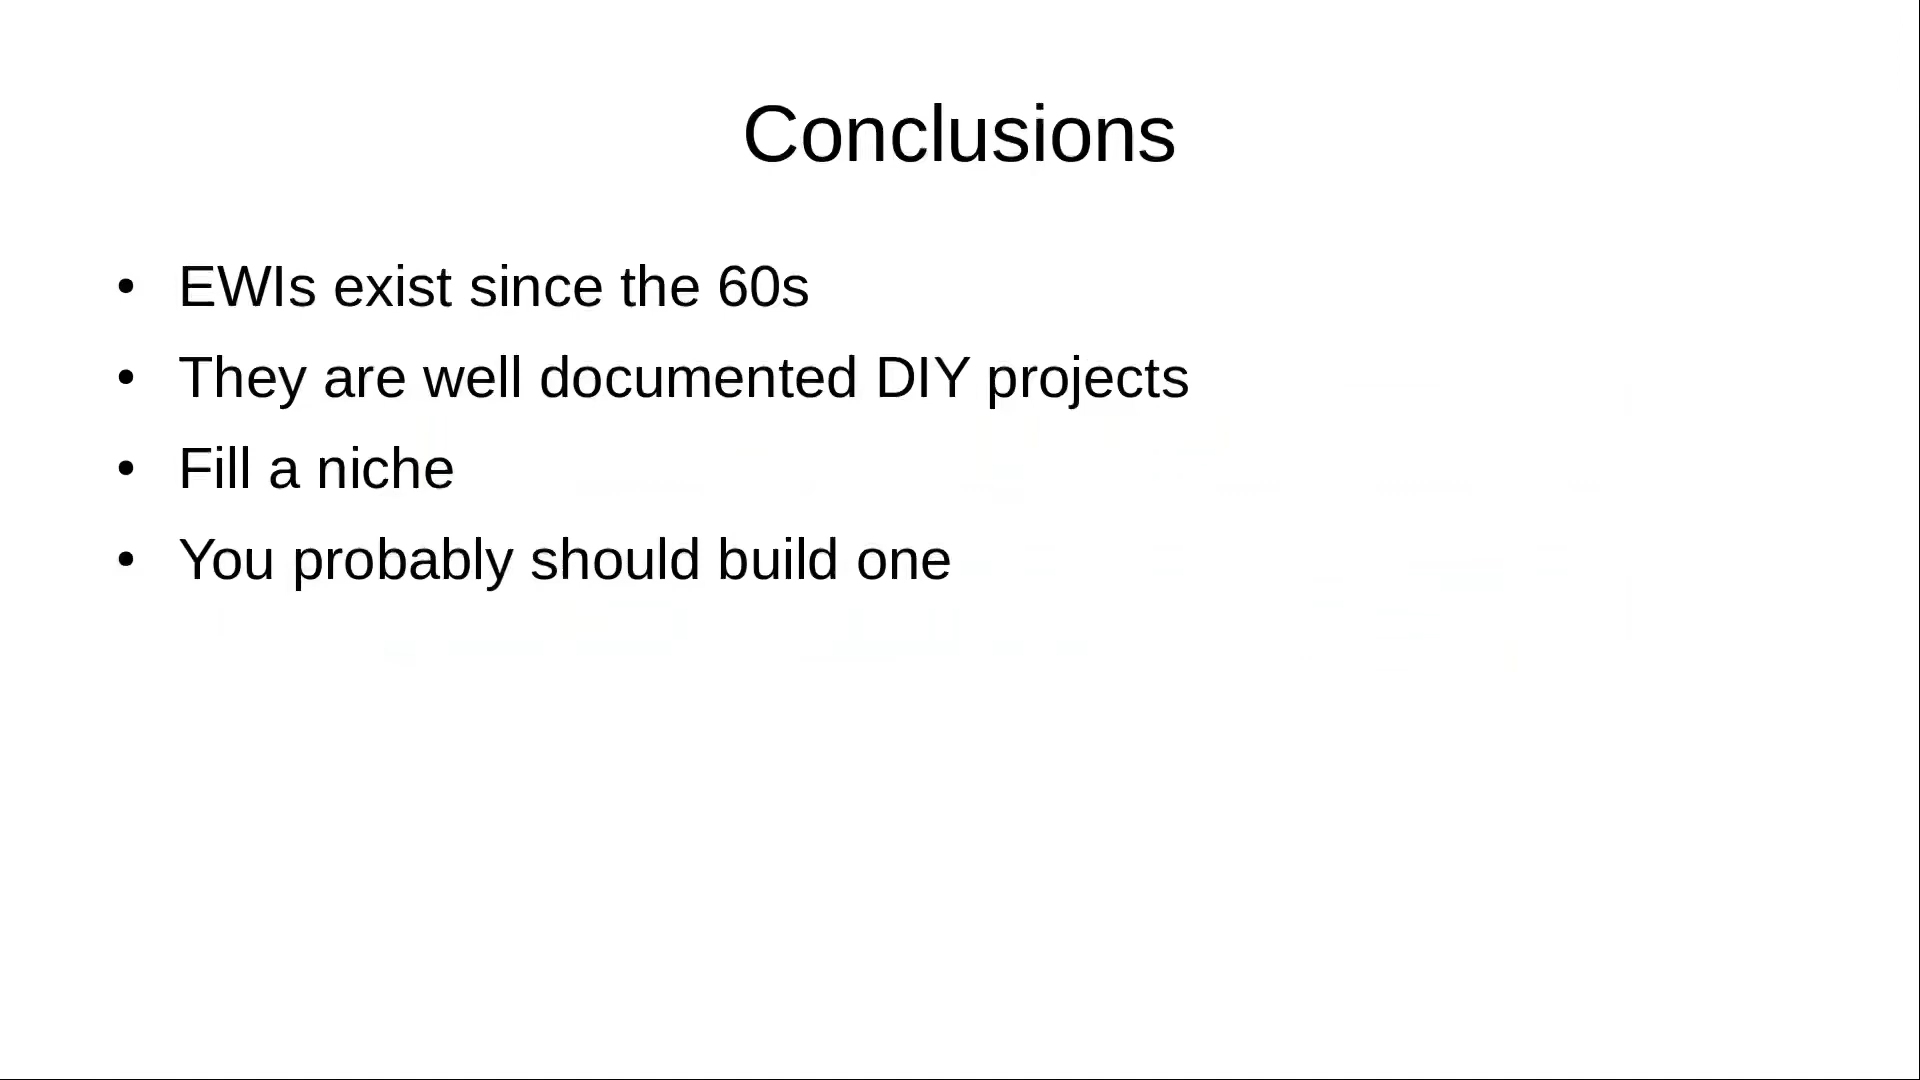 Conclusions
• EWIs exist since the 60s
• They are well documented DIY projects
• Fill a niche
• You probably should build one